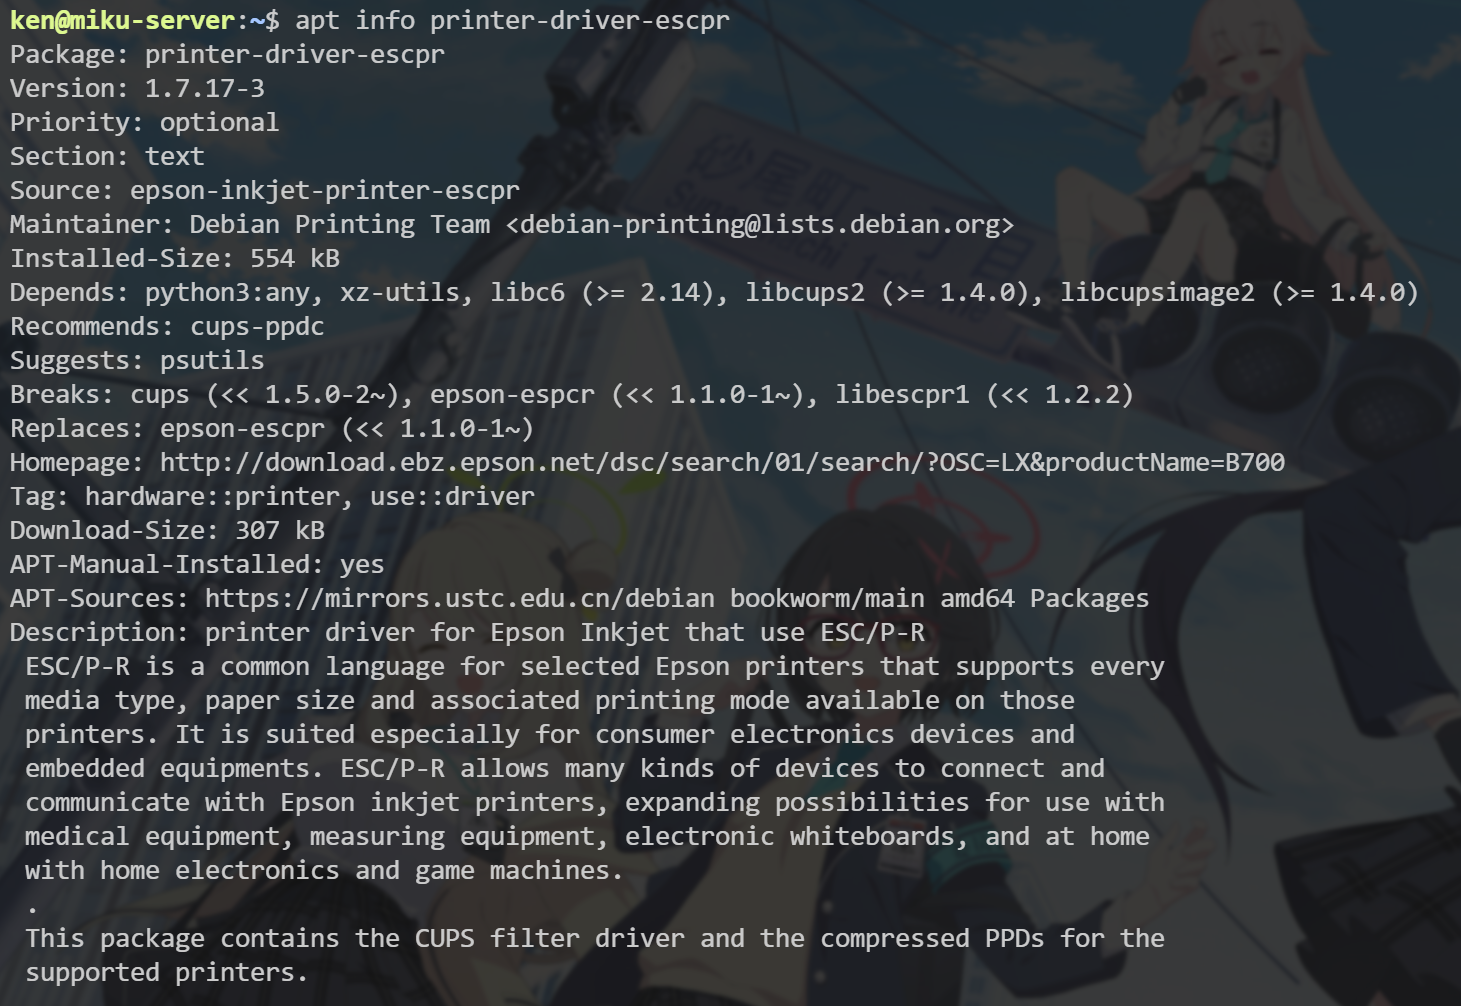 ken@miku-server:~$ apt info printer-driver-escpr
Package: printer-driver-escpr
Version: 1.7.17-3
Priority: optional
Section: text
Source: epson-inkjet-printer-escpr
Maintainer: Debian Printing Team <debian-printing@lists.debian.org>
Installed-Size: 554 kB
Depends: python3:any, xz-utils, libc6 (>= 2.14), libcups2 (>= 1.4.0), libcupsimage2 (>= 1.4.0)
Recommends: cups-ppdc
Suggests: psutils
Breaks: cups (<< 1.5.0-2~), epson-espcr (<< 1.1.0-1~), libescpr1 (<< 1.2.2)
Replaces: epson-escpr (<< 1.1.0-1~)
Homepage: http://download.ebz.epson.net/dsc/search/01/search/?OSC=LX&productName=B700
Tag: hardware::printer, use::driver
Download-Size: 307 kB
APT-Manual-Installed: yes
APT-Sources: https://mirrors.ustc.edu.cn/debian bookworm/main amd64 Packages
Description: printer driver for Epson Inkjet that use ESC/P-R
 ESC/P-R is a common language for selected Epson printers that supports every
 media type, paper size and associated printing mode available on those
 printers. It is suited especially for consumer electronics devices and
 embedded equipments. ESC/P-R allows many kinds of devices to connect and
 communicate with Epson inkjet printers, expanding possibilities for use with
 medical equipment, measuring equipment, electronic whiteboards, and at home
 with home electronics and game machines.
 .
 This package contains the CUPS filter driver and the compressed PPDs for the
 supported printers.